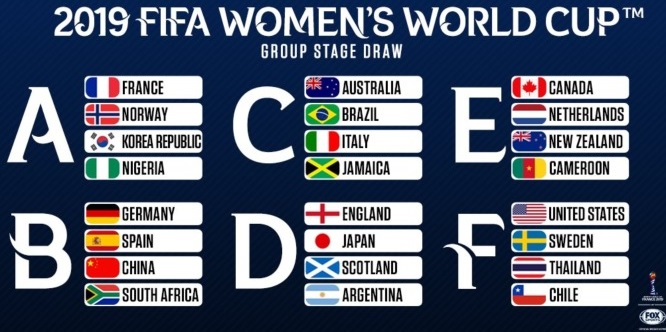 2019 FIFA WOMEN'S WORLD CUP™
GROUP STAGE DRAW
A
FRANCE
NORWAY
KOREA REPUBLIC
NIGERIA
B
GERMANY
SPAIN
CHINA
SOUTH AFRICA
C
AUSTRALIA
BRAZIL
ITALY
JAMAICA
D
ENGLAND
JAPAN
SCOTLAND
ARGENTINA
E
CANADA
NETHERLANDS
NEW ZEALAND
CAMEROON
F
UNITED STATES
SWEDEN
THAILAND
CHILE
FOX
SPORTS